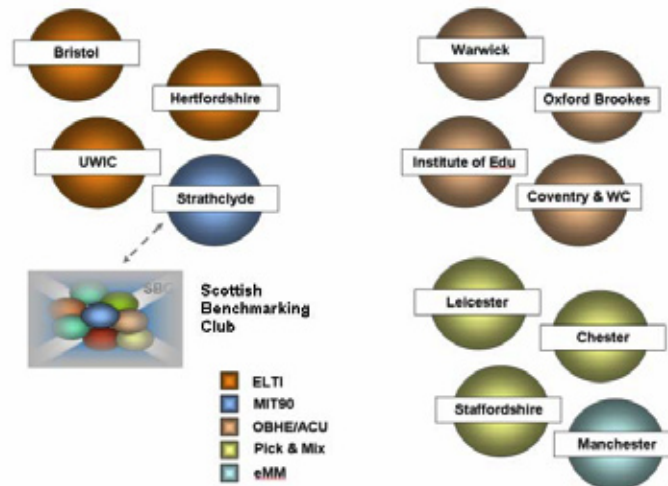 Bristol
Hertfordshire
UWIC
Strathclyde
Warwick
Oxford Brookes
Institute of Edu
Coventry & WC
SBC
Scottish
Benchmarking
Club
Leicester
Chester
Staffordshire
Manchester
ELTI
MIT90
OBHE/ACU
Pick & Mix
eMM